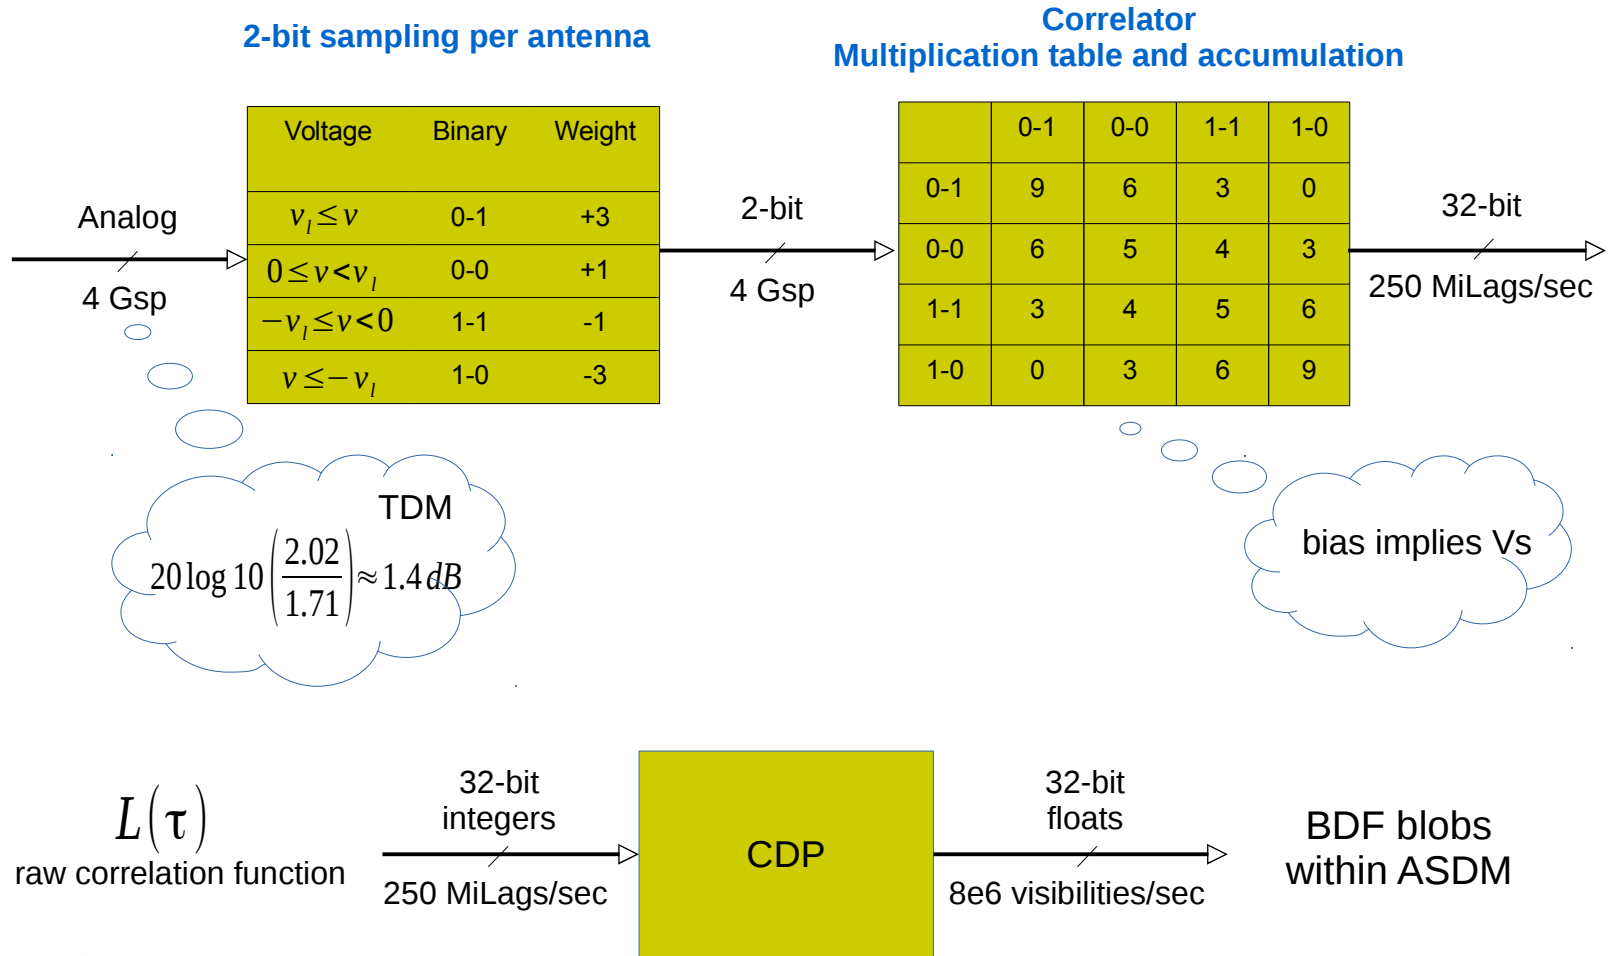 2-bit sampling per antenna
Correlator
Multiplication table and accumulation
Voltage Binary Weight
v_l ≤ v 0-1 +3
0 ≤ v < v_l 0-0 +1
−v_l ≤ v < 0 1-1 -1
v ≤ −v_l 1-0 -3
Analog
4 Gsp
2-bit
4 Gsp
0-1 0-0 1-1 1-0
0-1 9 6 3 0
0-0 6 5 4 3
1-1 3 4 5 6
1-0 0 3 6 9
32-bit
250 MiLags/sec
TDM
20 log 10 (2.02/1.71) ≈ 1.4 dB
bias implies Vs
L(τ)
raw correlation function
32-bit
integers
250 MiLags/sec
CDP
32-bit
floats
8e6 visibilities/sec
BDF blobs
within ASDM